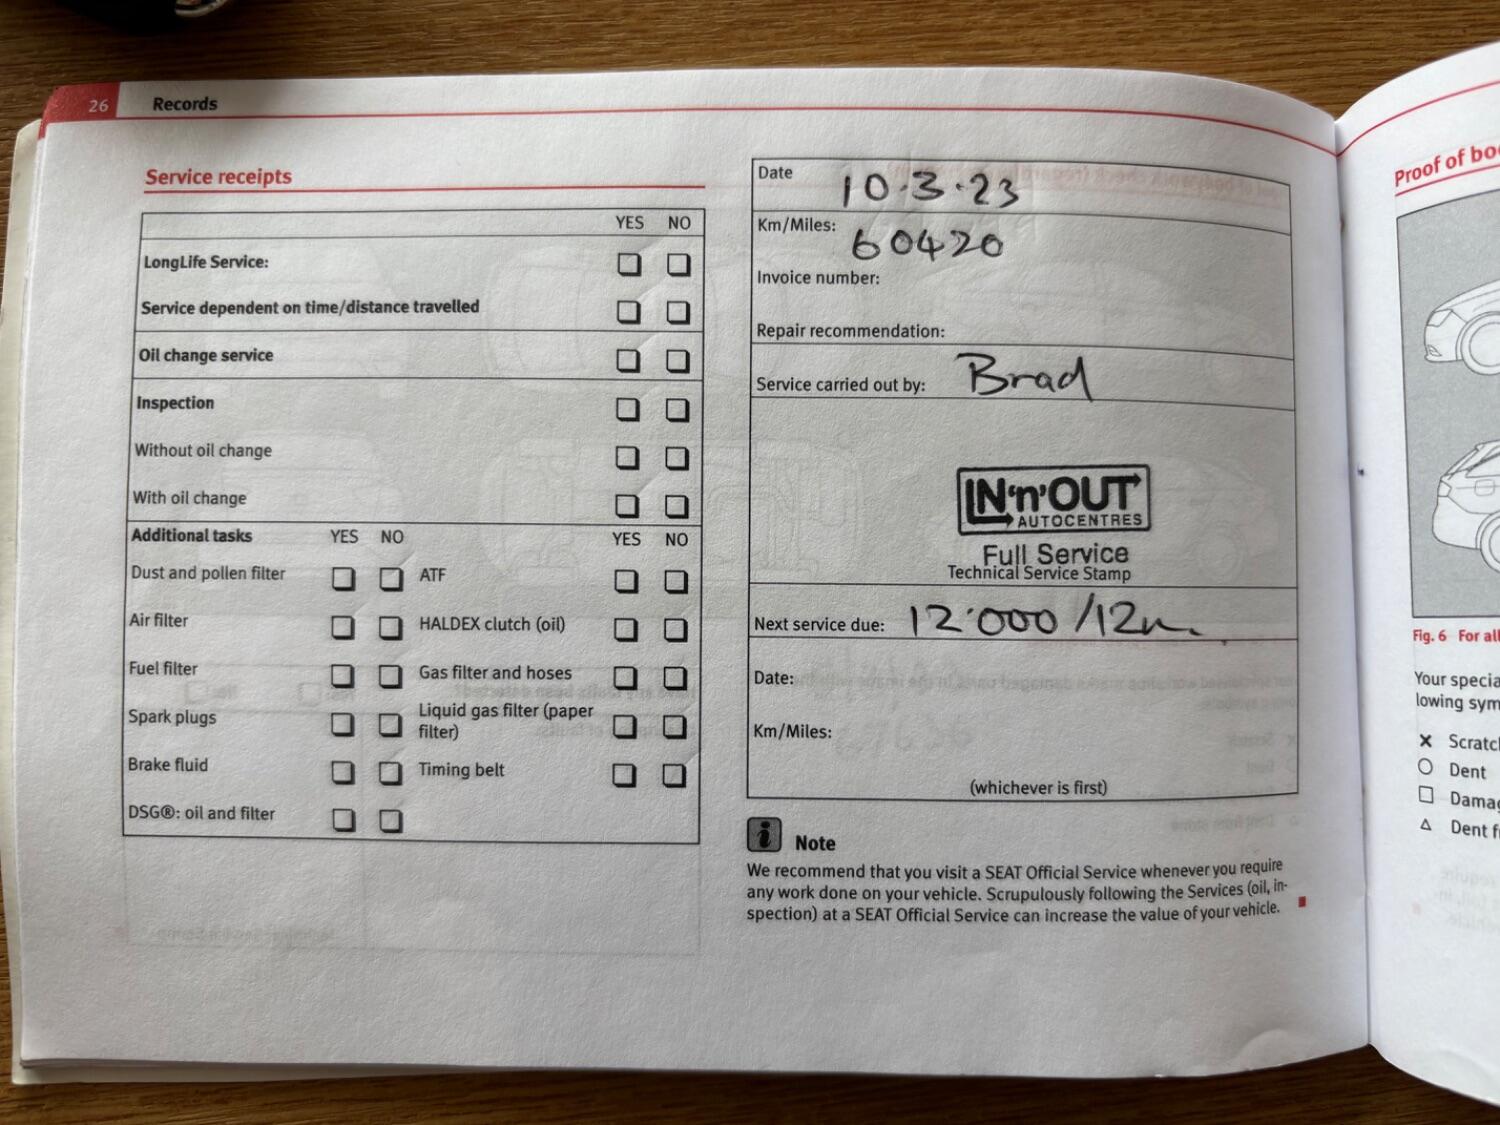 26 Records
Service receipts
YES NO
LongLife Service:
Service dependent on time/distance travelled
Oil change service
Inspection
Without oil change
With oil change
Additional tasks YES NO YES NO
Dust and pollen filter ATF
Air filter HALDEX clutch (oil)
Fuel filter Gas filter and hoses
Spark plugs Liquid gas filter (paper
filter)
Brake fluid Timing belt
DSG®: oil and filter
Date 10.3.23
Km/Miles: 60420
Invoice number:
Repair recommendation:
Service carried out by: Brad
IN'n'OUT
AUTOCENTRES
Full Service
Technical Service Stamp
Next service due: 12.000/12m
Date:
Km/Miles:
(whichever is first)
i Note
We recommend that you visit a SEAT Official Service whenever you require
any work done on your vehicle. Scrupulously following the Services (oil, in-
spection) at a SEAT Official Service can increase the value of your vehicle.
Proof of
Fig. 6 For
Your
lowing
X
Dent
Dent